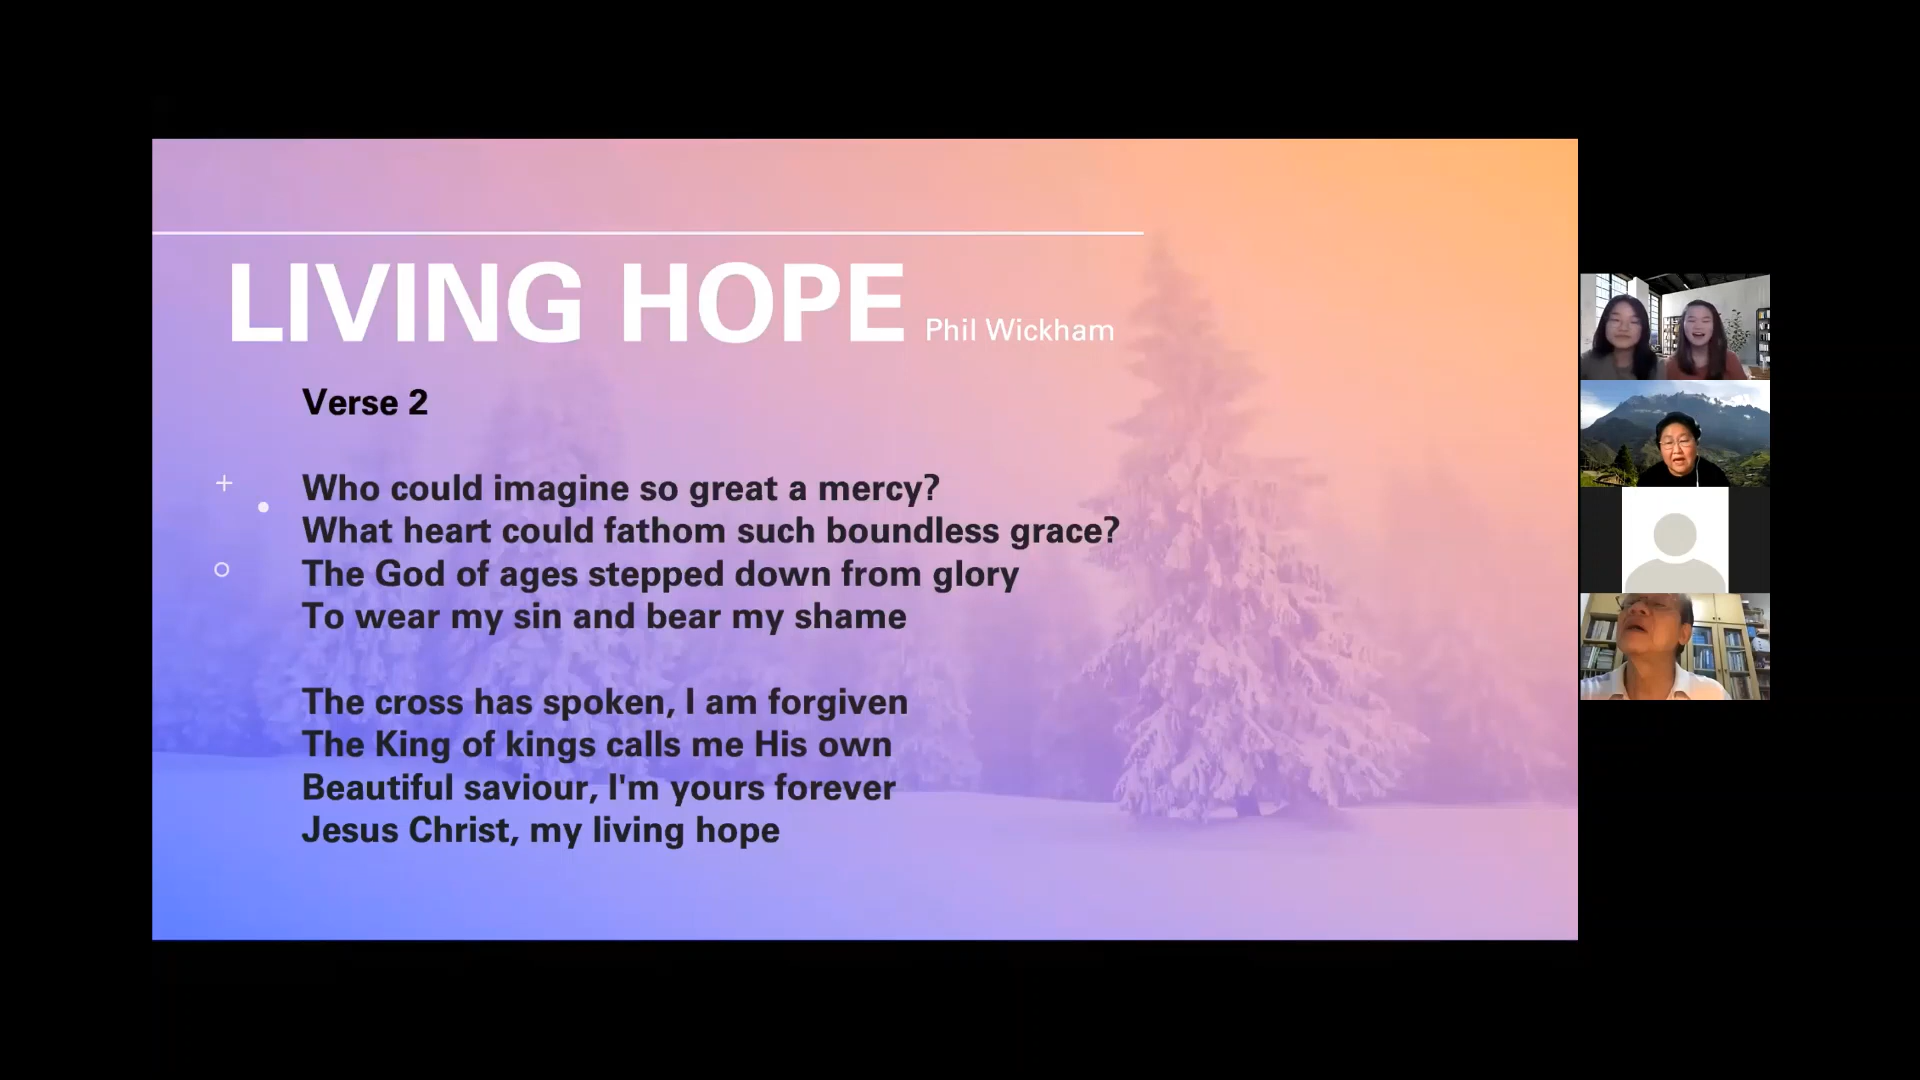 LIVING HOPE Phil Wickham
Verse 2
Who could imagine so great a mercy?
What heart could fathom such boundless grace?
The God of ages stepped down from glory
To wear my sin and bear my shame
The cross has spoken, I am forgiven
The King of kings calls me His own
Beautiful saviour, I'm yours forever
Jesus Christ, my living hope